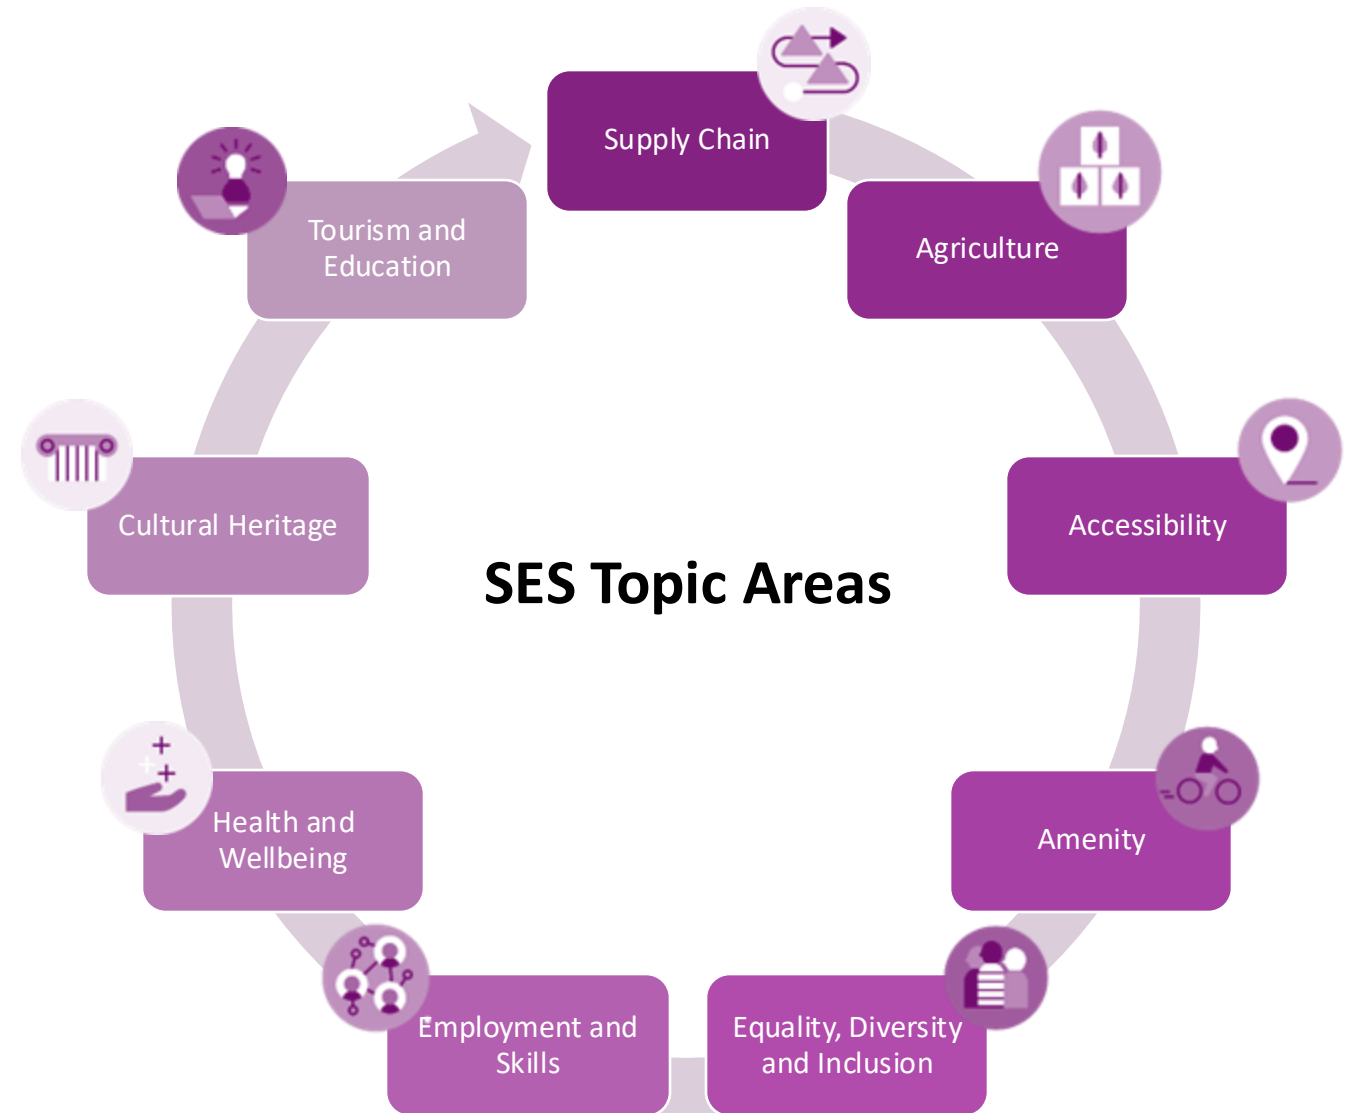 Supply Chain
Agriculture
Accessibility
Amenity
Equality, Diversity
and Inclusion
Employment and
Skills
Health and
Wellbeing
Cultural Heritage
Tourism and
Education
SES Topic Areas